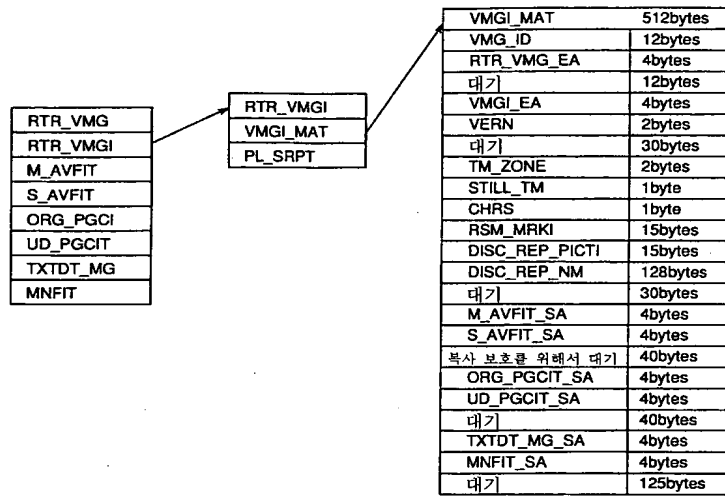 RTR_VMG
RTR_VMGI
M_AVFIT
S_AVFIT
ORG_PGCI
UD_PGCIT
TXTDT_MG
MNFIT
RTR_VMGI
VMGI_MAT
PL_SRPT
VMGI_MAT 512bytes
VMG_ID 12bytes
RTR_VMG_EA 4bytes
대기 12bytes
VMGI_EA 4bytes
VERN 2bytes
대기 30bytes
TM_ZONE 2bytes
STILL_TM 1byte
CHRS 1byte
RSM_MRKI 15bytes
DISC_REP_PICTI 15bytes
DISC_REP_NM 128bytes
대기 30bytes
M_AVFIT_SA 4bytes
S_AVFIT_SA 4bytes
복사 보호를 위해서 대기 40bytes
ORG_PGCIT_SA 4bytes
UD_PGCIT_SA 4bytes
대기 40bytes
TXTDT_MG_SA 4bytes
MNFIT_SA 4bytes
대기 125bytes